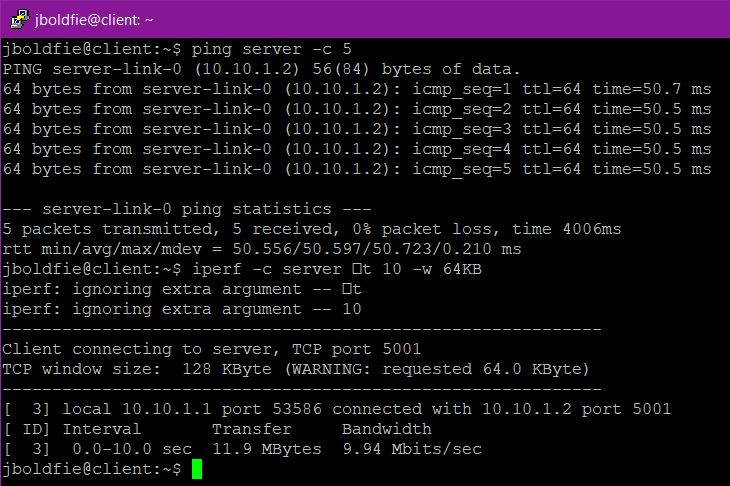 jboldfie@client: ~
jboldfie@client:~$ ping server -c 5
PING server-link-0 (10.10.1.2) 56(84) bytes of data.
64 bytes from server-link-0 (10.10.1.2): icmp_seq=1 ttl=64 time=50.7 ms
64 bytes from server-link-0 (10.10.1.2): icmp_seq=2 ttl=64 time=50.5 ms
64 bytes from server-link-0 (10.10.1.2): icmp_seq=3 ttl=64 time=50.5 ms
64 bytes from server-link-0 (10.10.1.2): icmp_seq=4 ttl=64 time=50.5 ms
64 bytes from server-link-0 (10.10.1.2): icmp_seq=5 ttl=64 time=50.5 ms
--- server-link-0 ping statistics ---
5 packets transmitted, 5 received, 0% packet loss, time 4006ms
rtt min/avg/max/mdev = 50.556/50.597/50.723/0.210 ms
jboldfie@client:~$ iperf -c server □t 10 -w 64KB
iperf: ignoring extra argument -- □t
iperf: ignoring extra argument -- 10
------------------------------------------------------------
Client connecting to server, TCP port 5001
TCP window size:  128 KByte (WARNING: requested 64.0 KByte)
------------------------------------------------------------
[  3] local 10.10.1.1 port 53586 connected with 10.10.1.2 port 5001
[ ID] Interval       Transfer     Bandwidth
[  3]  0.0-10.0 sec  11.9 MBytes  9.94 Mbits/sec
jboldfie@client:~$